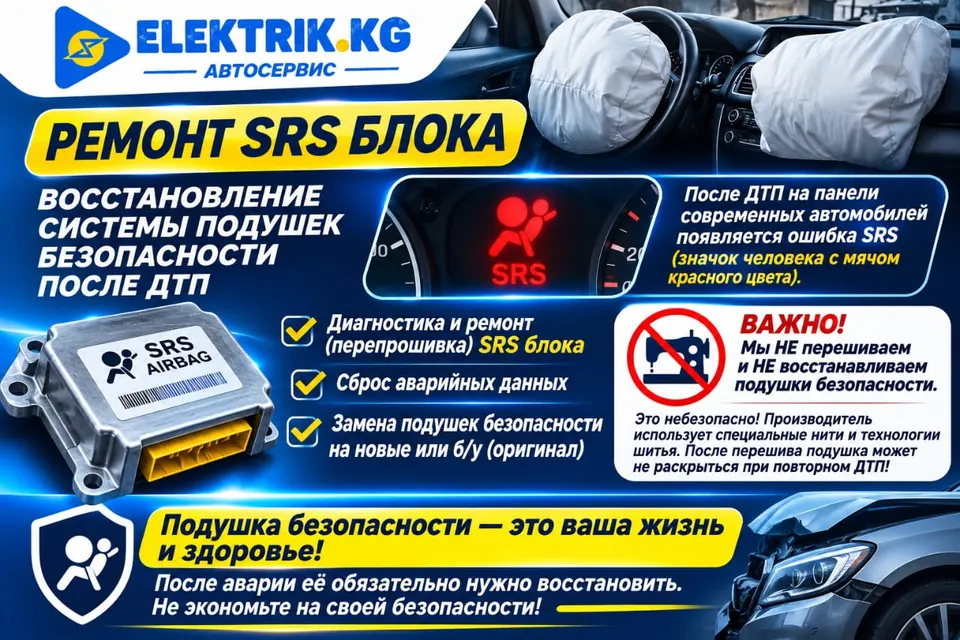 ELEKTRIK.KG
АВТОСЕРВИС
РЕМОНТ SRS БЛОКА
ВОССТАНОВЛЕНИЕ
СИСТЕМЫ ПОДУШЕК
БЕЗОПАСНОСТИ
ПОСЛЕ ДТП
SRS
После ДТП на панели
современных автомобилей
появляется ошибка SRS
(значок человека с мячом
красного цвета).
SRS
AIRBAG
Диагностика и ремонт
(перепрошивка) SRS блока
Сброс аварийных данных
Замена подушек безопасности
на новые или б/у (оригинал)
ВАЖНО!
Мы НЕ перешиваем
и НЕ восстанавливаем
подушки безопасности.
Это небезопасно! Производитель
использует специальные нити и технологии
шитья. После перешива подушка может
не раскрыться при повторном ДТП!
Подушка безопасности — это ваша жизнь
и здоровье!
После аварии её обязательно нужно восстановить.
Не экономьте на своей безопасности!